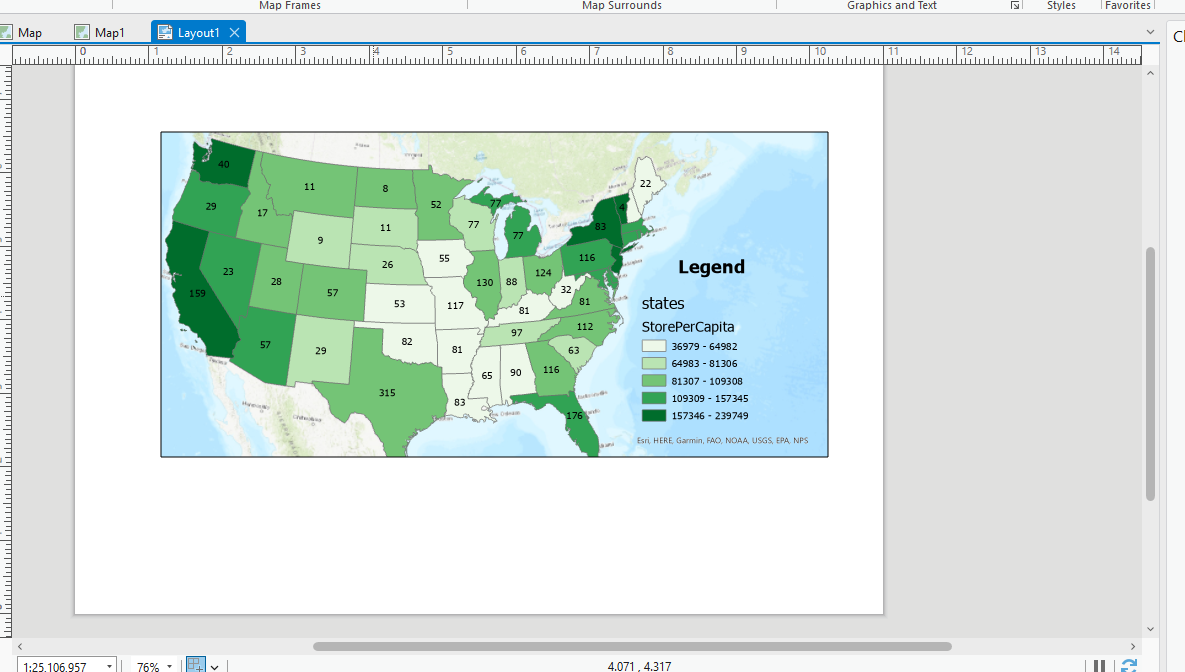 Map Frames Map Surrounds Graphics and Text Styles Favorites
Map Map1 Layout1
0 1 2 3 4 5 6 7 8 9 10 11 12 13 14
40
11 8
22
29 17 52 77 77 4
9 11 77 77 83
23 26 55 116
28 57 124
159 53 130 88 32 81
117 81
57 29 82 81 97 112
63
315 65 90 116
83 176
Legend
states
StorePerCapita
36979 - 64982
64983 - 81306
81307 - 109308
109309 - 157345
157346 - 239749
Esri, HERE, Garmin, FAO, NOAA, USGS, EPA, NPS
1:25,106,957 76% 4.071 , 4.317